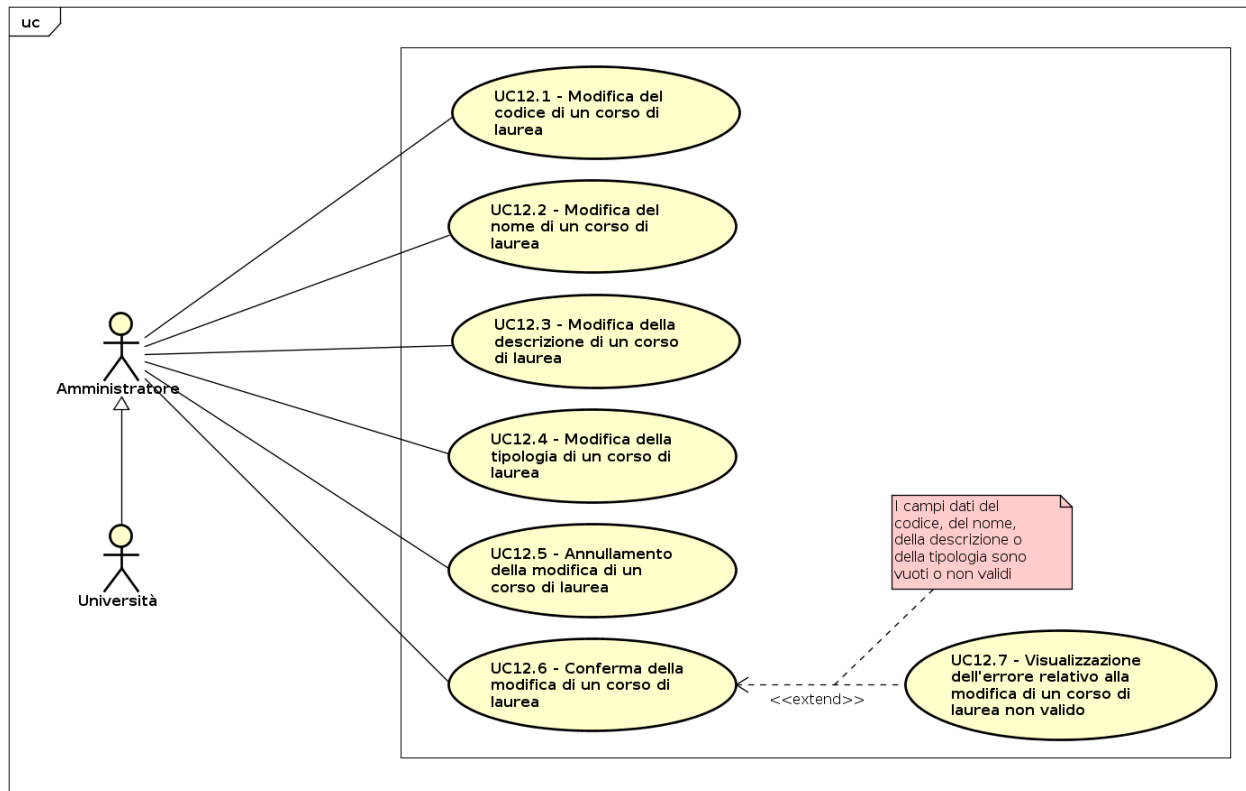 uc
UC12.1 - Modifica del
codice di un corso di
laurea
UC12.2 - Modifica del
nome di un corso di
laurea
UC12.3 - Modifica della
descrizione di un corso
di laurea
Amministratore
UC12.4 - Modifica della
tipologia di un corso di
laurea
I campi dati del
codice, del nome,
della descrizione o
della tipologia sono
vuoti o non validi
UC12.5 - Annullamento
della modifica di un
corso di laurea
Università
UC12.6 - Conferma della
modifica di un corso di
laurea
<<extend>>
UC12.7 - Visualizzazione
dell'errore relativo alla
modifica di un corso di
laurea non valido